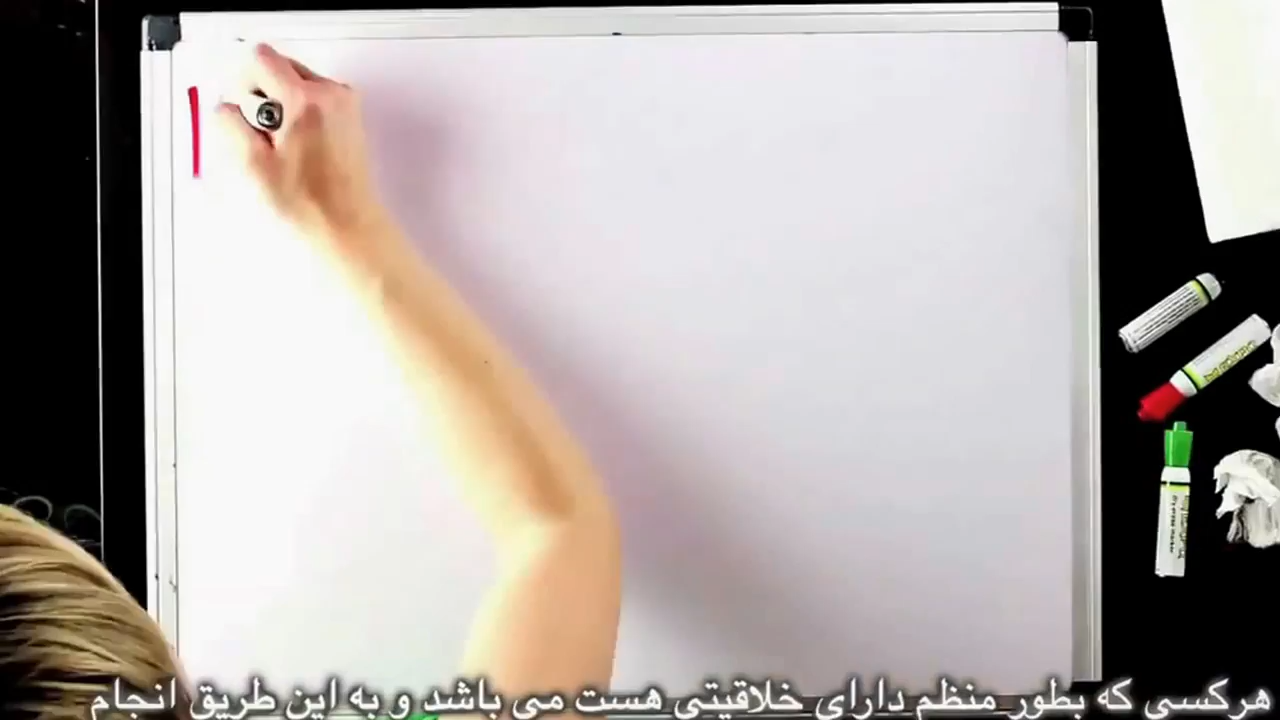 هرکسی که بطور منظم دارای خلاقیتی هست می باشد و به این طریق انجام